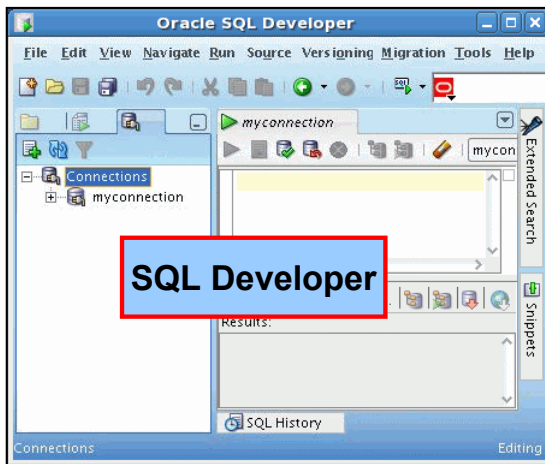 Oracle SQL Developer
File Edit View Navigate Run Source Versioning Migration Tools Help
SQL
myconnection
mycon
Connections
myconnection
SQL Developer
Results:
SQL History
Extended Search
Snippets
Connections
Editing